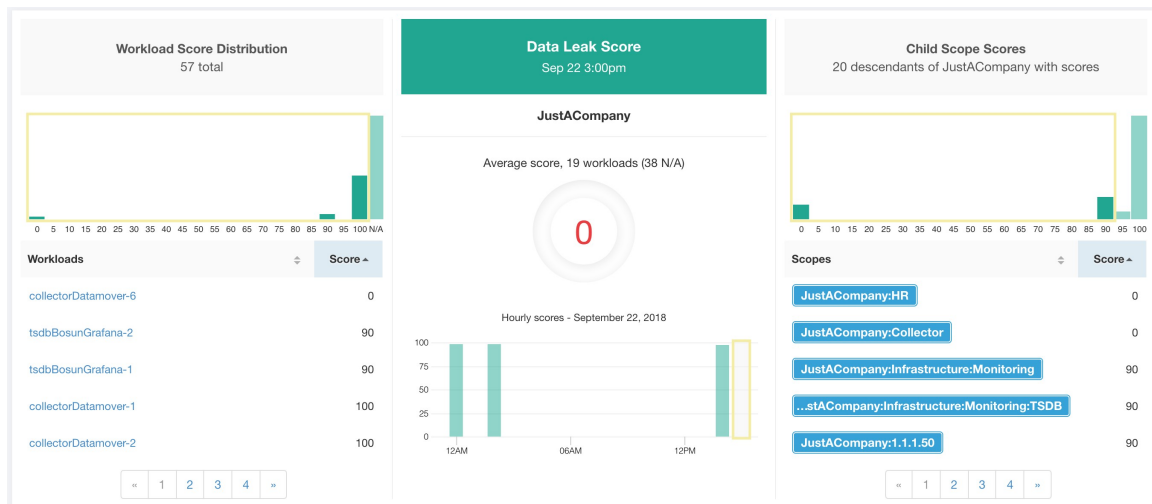 Workload Score Distribution
57 total
0 5 10 15 20 25 30 35 40 45 50 55 60 65 70 75 80 85 90 95 100 N/A
Workloads Score
collectorDatamover-6 0
tsdbBosunGrafana-2 90
tsdbBosunGrafana-1 90
collectorDatamover-1 100
collectorDatamover-2 100
« 1 2 3 4 »
Data Leak Score
Sep 22 3:00pm
JustACompany
Average score, 19 workloads (38 N/A)
0
Hourly scores - September 22, 2018
100
75
50
25
0
12AM 06AM 12PM
Child Scope Scores
20 descendants of JustACompany with scores
0 5 10 15 20 25 30 35 40 45 50 55 60 65 70 75 80 85 90 95 100
Scopes Score
JustACompany:HR 0
JustACompany:Collector 0
JustACompany:Infrastructure:Monitoring 90
...stACompany:Infrastructure:Monitoring:TSDB 90
JustACompany:1.1.1.50 90
« 1 2 3 4 »